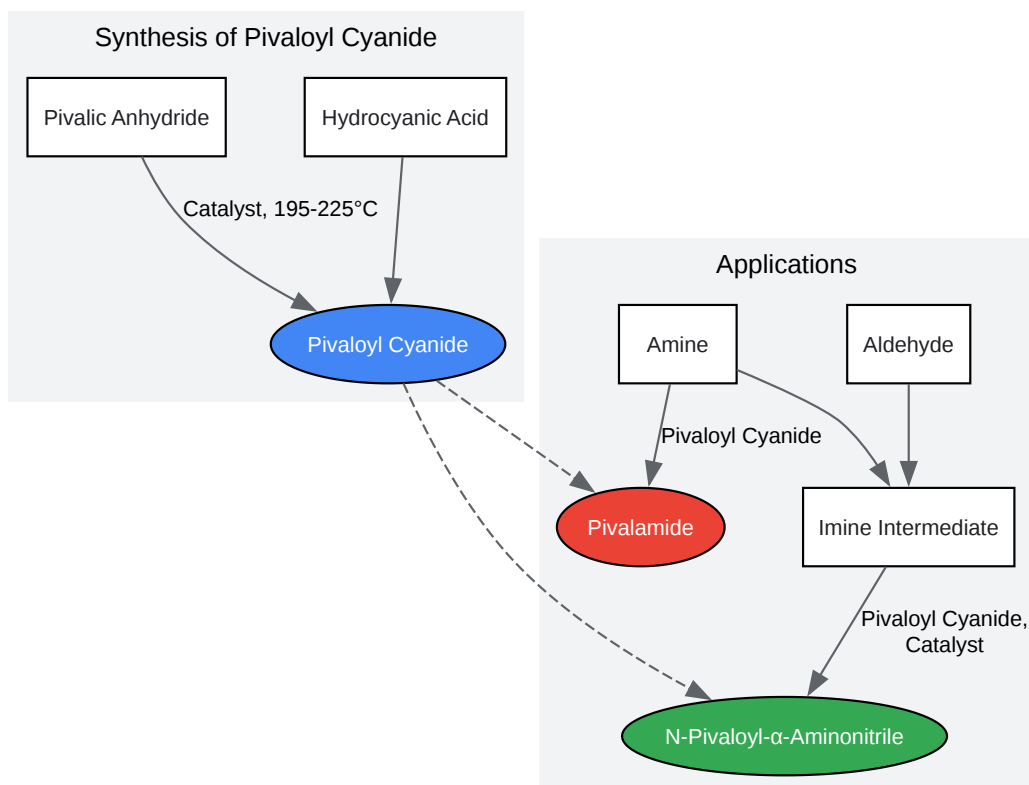 Synthesis of Pivaloyl Cyanide
Pivalic Anhydride
Hydrocyanic Acid
Catalyst, 195-225°C
Pivaloyl Cyanide
Applications
Amine
Aldehyde
Pivaloyl Cyanide
Pivalamide
Imine Intermediate
Pivaloyl Cyanide,
Catalyst
N-Pivaloyl-α-Aminonitrile